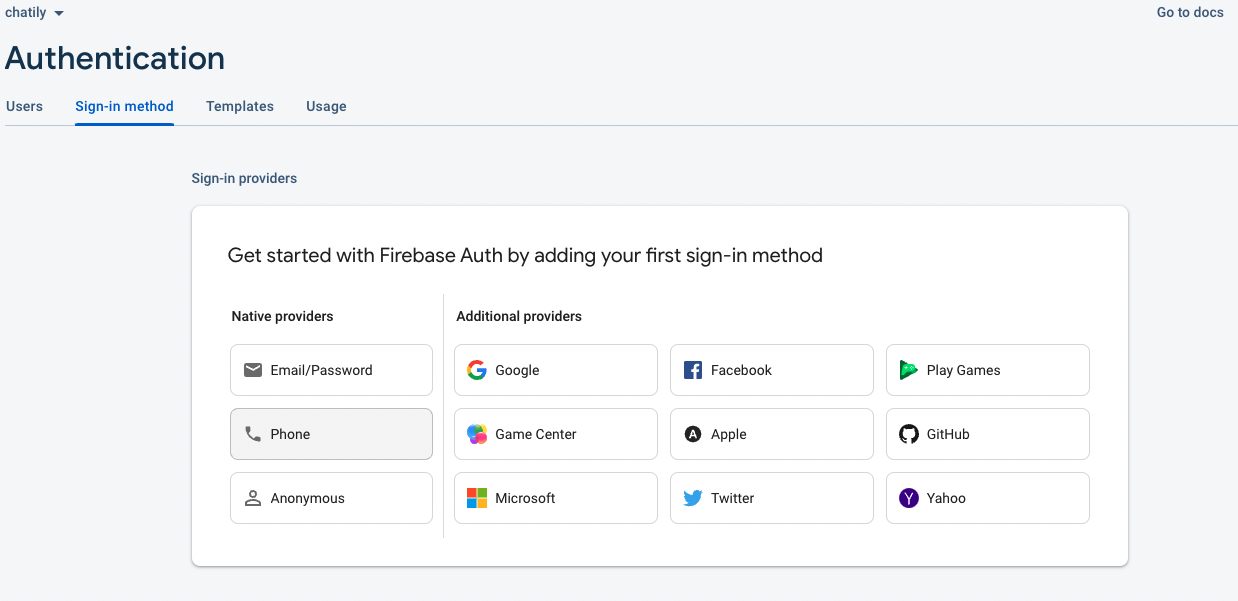 chatily
Go to docs
Authentication
Users Sign-in method Templates Usage
Sign-in providers
Get started with Firebase Auth by adding your first sign-in method
Native providers
Additional providers
Email/Password
Google
Facebook
Play Games
Phone
Game Center
Apple
GitHub
Anonymous
Microsoft
Twitter
Yahoo